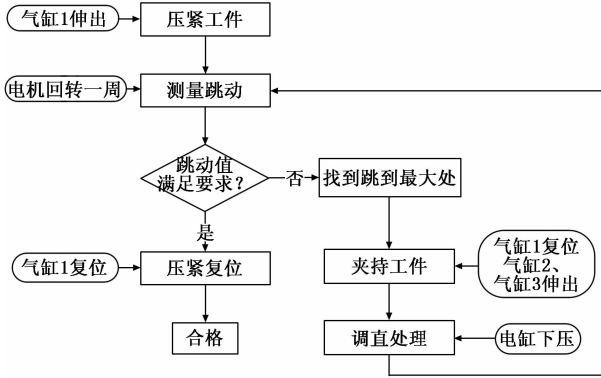 气缸1伸出
压紧工件
电机回转一周
测量跳动
跳动值
满足要求?
否
找到跳到最大处
是
气缸1复位
压紧复位
夹持工件
气缸1复位
气缸2、
气缸3伸出
合格
调直处理
电缸下压